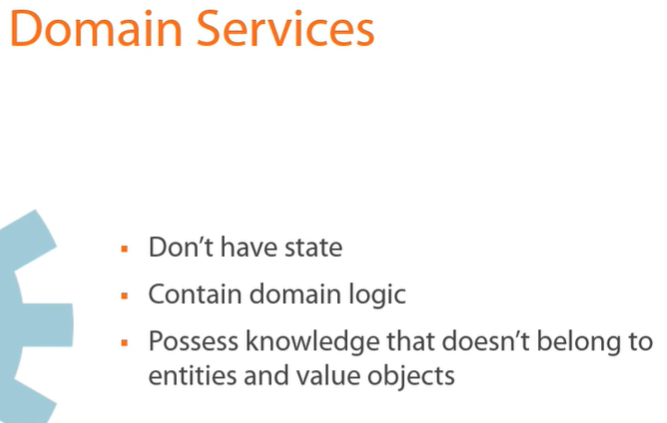 Domain Services
▪ Don't have state
▪ Contain domain logic
▪ Possess knowledge that doesn't belong to
entities and value objects